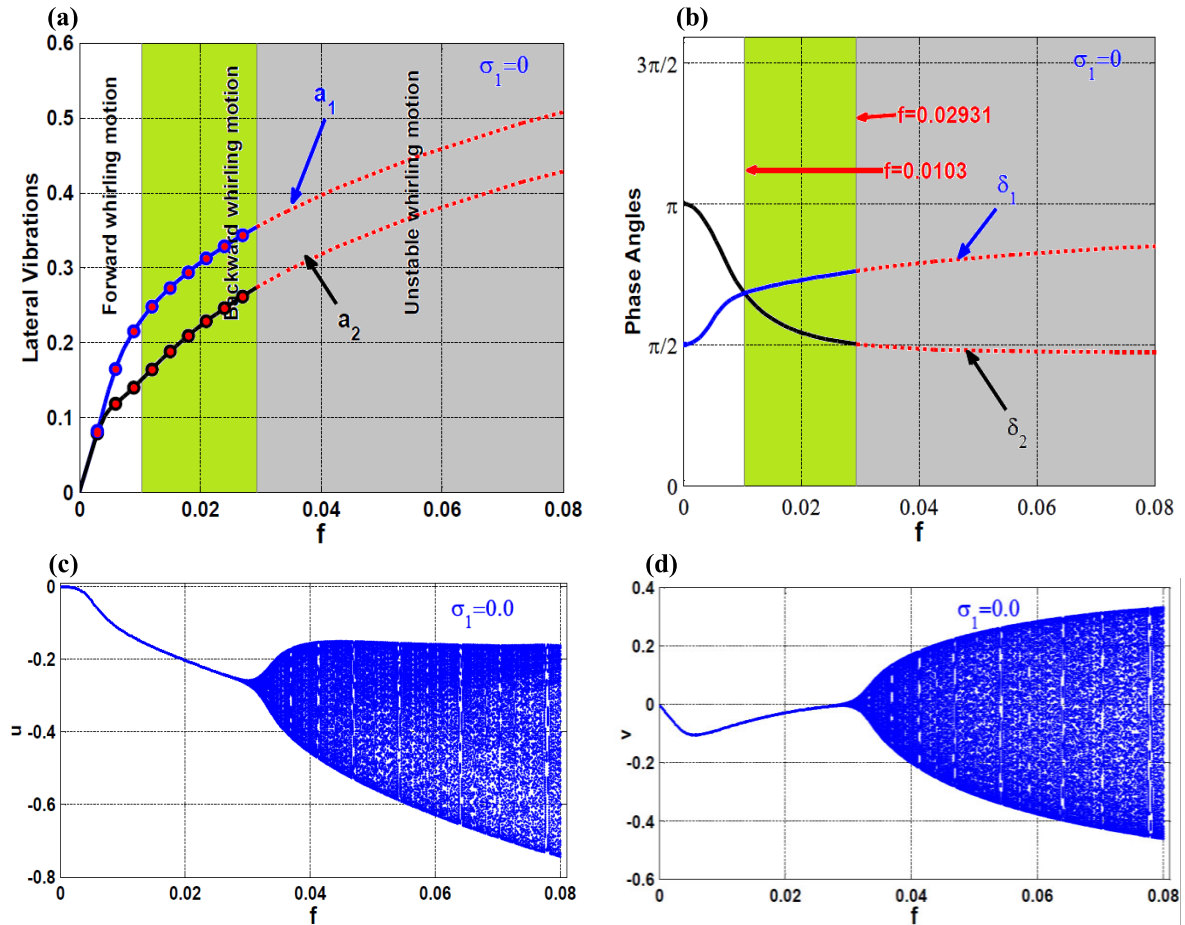 (a)
0.6
0.5
0.4
0.3
0.2
0.1
0
0
0.02
0.04
0.06
0.08
Lateral Vibrations
f
Forward whirling motion
Backward whirling motion
Unstable whirling motion
σ1=0
a1
a2
(b)
3π/2
π
π/2
0
0
0.02
0.04
0.06
0.08
Phase Angles
f
σ1=0
f=0.02931
f=0.0103
δ1
δ2
(c)
0
-0.2
-0.4
-0.6
-0.8
0
0.02
0.04
0.06
0.08
u
f
σ1=0.0
(d)
0.4
0.2
0
-0.2
-0.4
-0.6
0
0.02
0.04
0.06
0.08
v
f
σ1=0.0